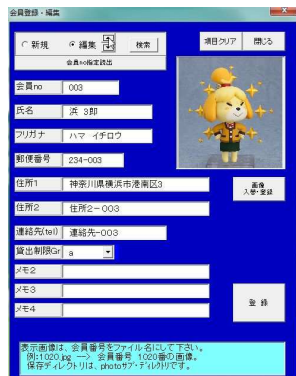 会員登録・編集
新規 編集 検索 項目クリア 閉じる
会員no指定読出
会員no 003
氏名 浜 3郎
フリガナ ハマ イチロウ
郵便番号 234-003
住所1 神奈川県横浜市港南区3
画像
入替・登録
住所2 住所2-003
連絡先(tel) 連絡先-003
貸出制限Gr a
メモ2
メモ3
メモ4
登 録
表示画像は、会員番号をファイル名にして下さい。
例:1020.jpg --> 会員番号 1020番の画像。
保存ディレクトリは、photoサブ・ディレクトリです。